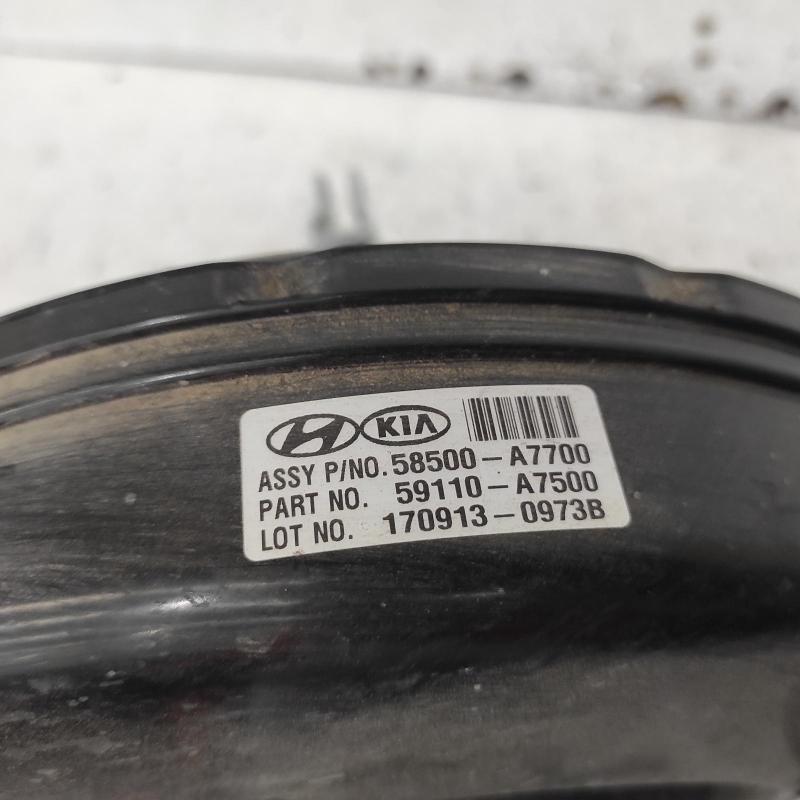 KIA
ASSY P/NO. 58500-A7700
PART NO. 59110-A7500
LOT NO. 170913-0973B